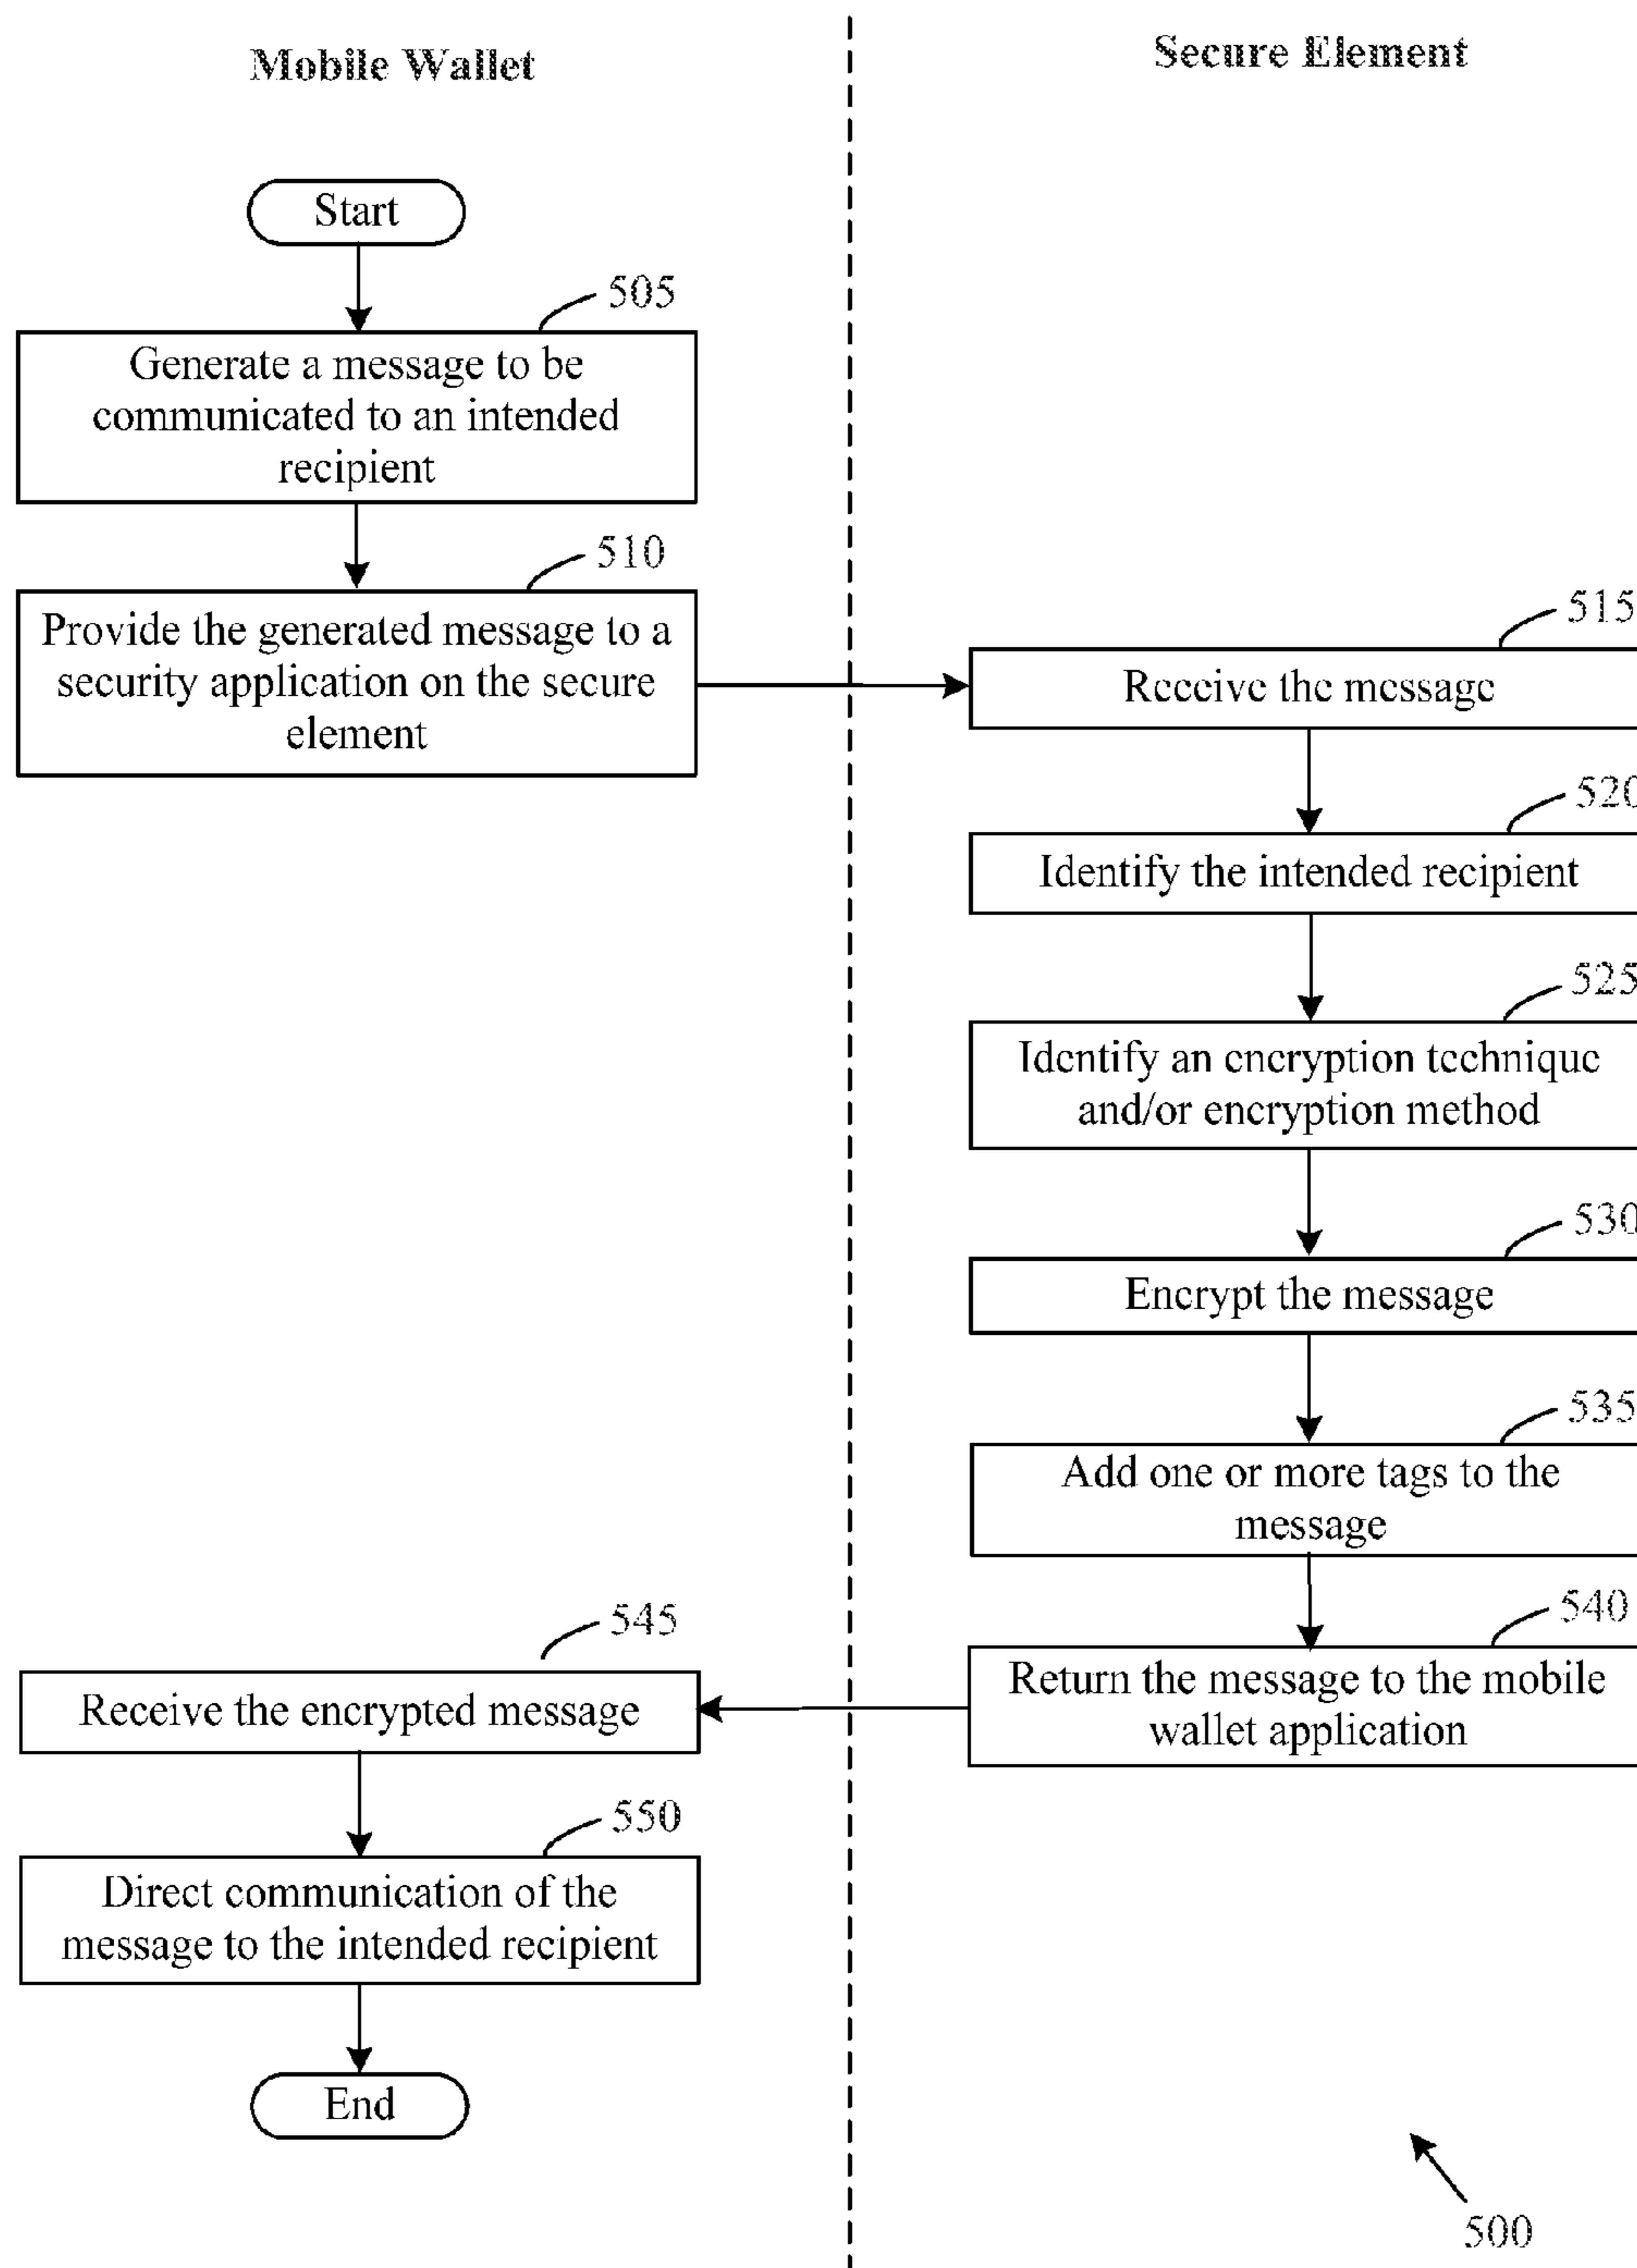 Mobile Wallet
Secure Element
Start
505
Generate a message to be
communicated to an intended
recipient
510
Provide the generated message to a
security application on the secure
element
515
Receive the message
520
Identify the intended recipient
525
Identify an encryption technique
and/or encryption method
530
Encrypt the message
535
Add one or more tags to the
message
540
Return the message to the mobile
wallet application
545
Receive the encrypted message
550
Direct communication of the
message to the intended recipient
End
500